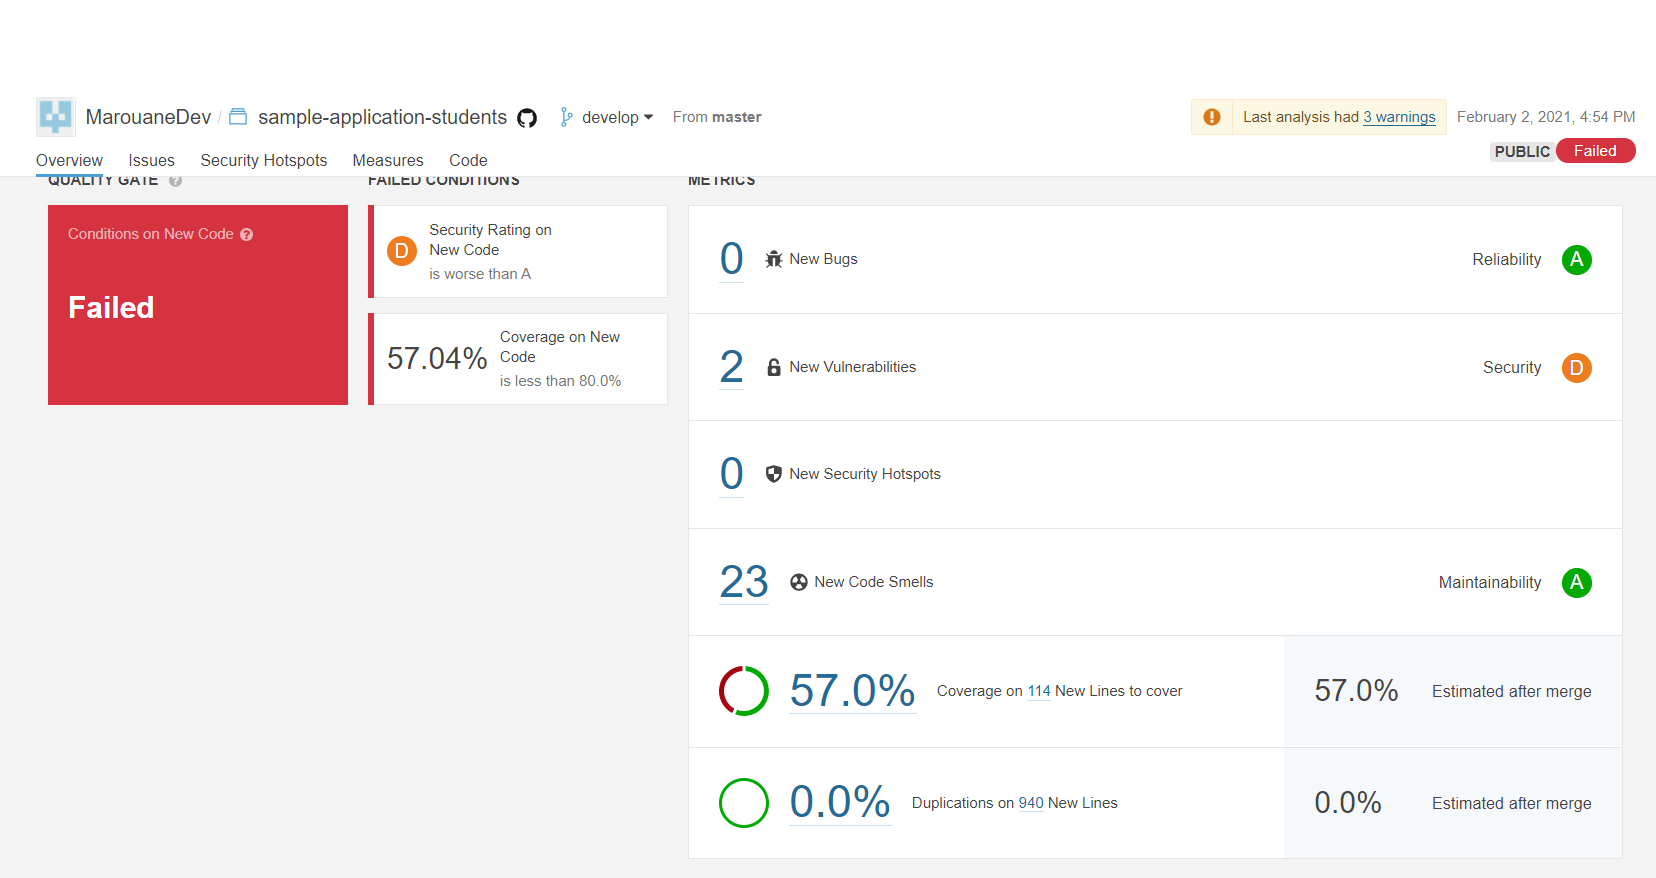 MarouaneDev / sample-application-students develop From master
Last analysis had 3 warnings February 2, 2021, 4:54 PM
PUBLIC Failed
Overview Issues Security Hotspots Measures Code
QUALITY GATE ?
FAILED CONDITIONS
METRICS
Conditions on New Code ?
Failed
D
Security Rating on
New Code
is worse than A
57.04%
Coverage on New
Code
is less than 80.0%
0 New Bugs Reliability A
2 New Vulnerabilities Security D
0 New Security Hotspots
23 New Code Smells Maintainability A
57.0% Coverage on 114 New Lines to cover 57.0% Estimated after merge
0.0% Duplications on 940 New Lines 0.0% Estimated after merge